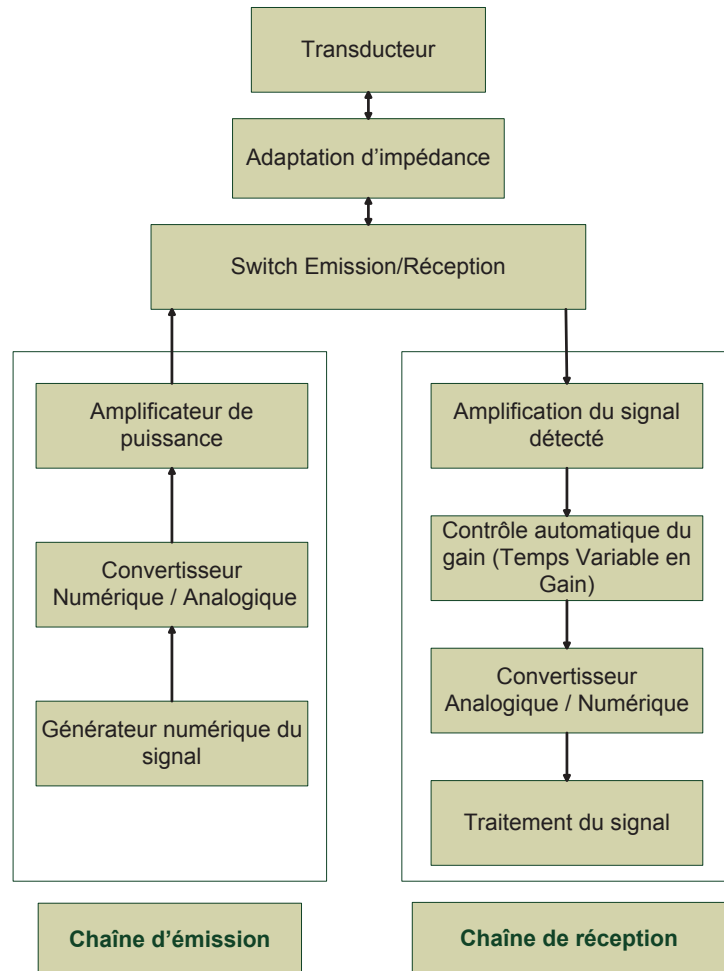 Transducteur
Adaptation d’impédance
Switch Emission/Réception
Amplificateur de
puissance
Convertisseur
Numérique / Analogique
Générateur numérique du
signal
Chaîne d’émission
Amplification du signal
détecté
Contrôle automatique du
gain (Temps Variable en
Gain)
Convertisseur
Analogique / Numérique
Traitement du signal
Chaîne de réception